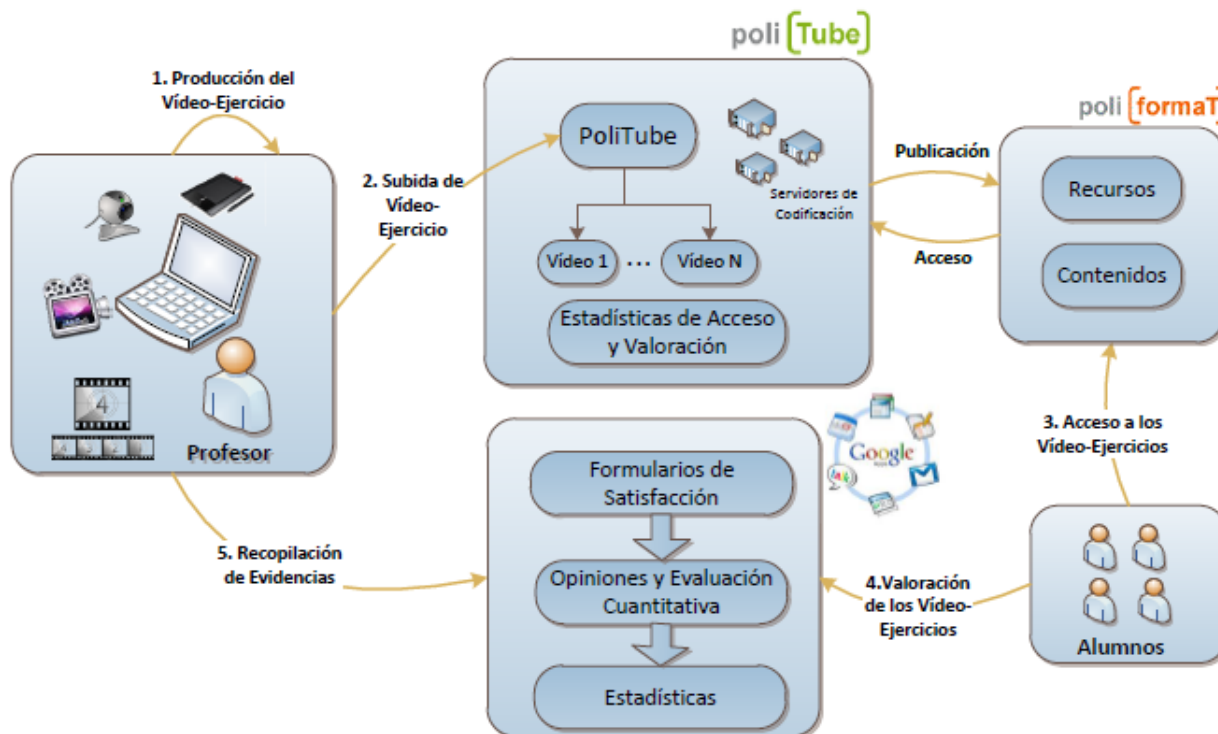 poli [Tube]
1. Producción del
Vídeo-Ejercicio
poli [formaT]
PoliTube
Publicación
2. Subida de
Vídeo-
Ejercicio
Recursos
Servidores de
Codificación
Acceso
Vídeo 1
...
Vídeo N
Contenidos
Estadísticas de Acceso
y Valoración
4
Profesor
3. Acceso a los
Vídeo-Ejercicios
Google
Formularios de
Satisfacción
5. Recopilación
de Evidencias
Opiniones y Evaluación
Cuantitativa
4.Valoración
de los Vídeo-
Ejercicios
Alumnos
Estadísticas